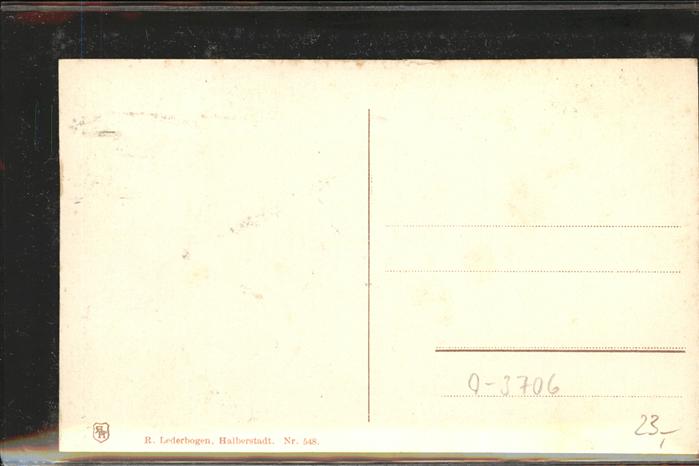 O-3706
23,-
R. Lederbogen, Halberstadt. Nr. 548.